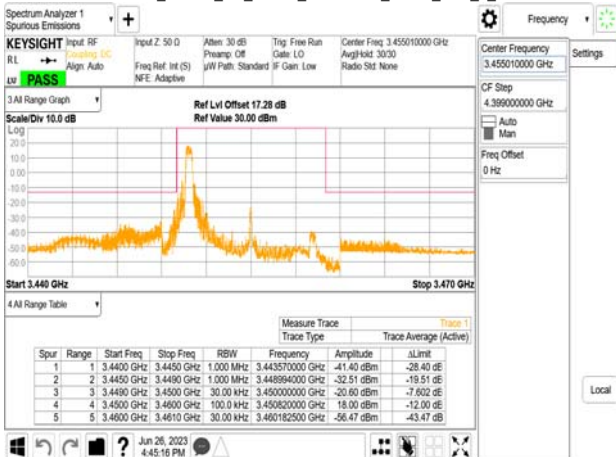 Spectrum Analyzer 1
Spurious Emissions
Frequency
KEYSIGHT Input: RF Input Z: 50 Ω Atten: 30 dB Trig: Free Run Center Freq: 3.455010000 GHz
RL Coupling: DC Preamp: Off Gate: LO Avg|Hold: 30/30
Align: Auto Freq Ref: Int (S) µW Path: Standard IF Gain: Low Radio Std: None
NFE: Adaptive
LV PASS
Center Frequency
3.455010000 GHz
Settings
CF Step
4.399000000 GHz
Auto
Man
Freq Offset
0 Hz
Local
3 All Range Graph
Ref Lvl Offset 17.28 dB
Scale/Div 10.0 dB Ref Value 30.00 dBm
Log
20.0
10.0
0.00
-10.0
-20.0
-30.0
-40.0
-50.0
-60.0
Start 3.440 GHz Stop 3.470 GHz
4 All Range Table
Measure Trace Trace 1
Trace Type Trace Average (Active)
Spur Range Start Freq Stop Freq RBW Frequency Amplitude ΔLimit
1 1 3.4400 GHz 3.4450 GHz 1.000 MHz 3.443570000 GHz -41.40 dBm -28.40 dB
2 2 3.4450 GHz 3.4490 GHz 1.000 MHz 3.448994000 GHz -32.51 dBm -19.51 dB
3 3 3.4490 GHz 3.4500 GHz 30.00 kHz 3.450000000 GHz -20.60 dBm -7.602 dB
4 4 3.4500 GHz 3.4600 GHz 100.0 kHz 3.450820000 GHz 18.00 dBm -12.00 dB
5 5 3.4600 GHz 3.4610 GHz 30.00 kHz 3.460182500 GHz -56.47 dBm -43.47 dB
Jun 26, 2023
4:45:16 PM